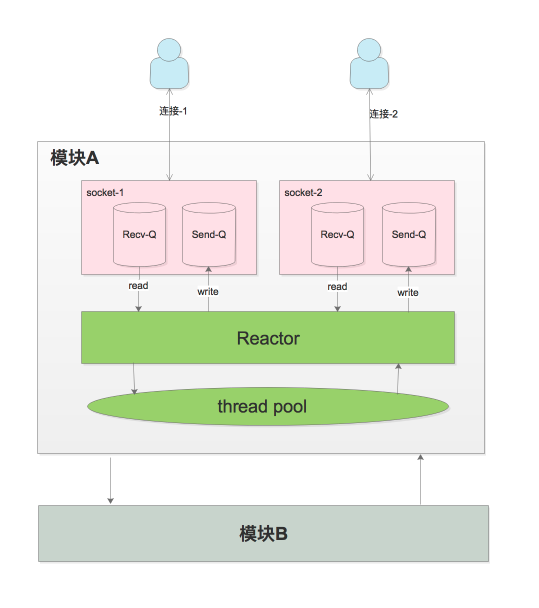 连接-1
连接-2
模块A
socket-1
socket-2
Recv-Q
Send-Q
Recv-Q
Send-Q
read
write
read
write
Reactor
thread pool
模块B